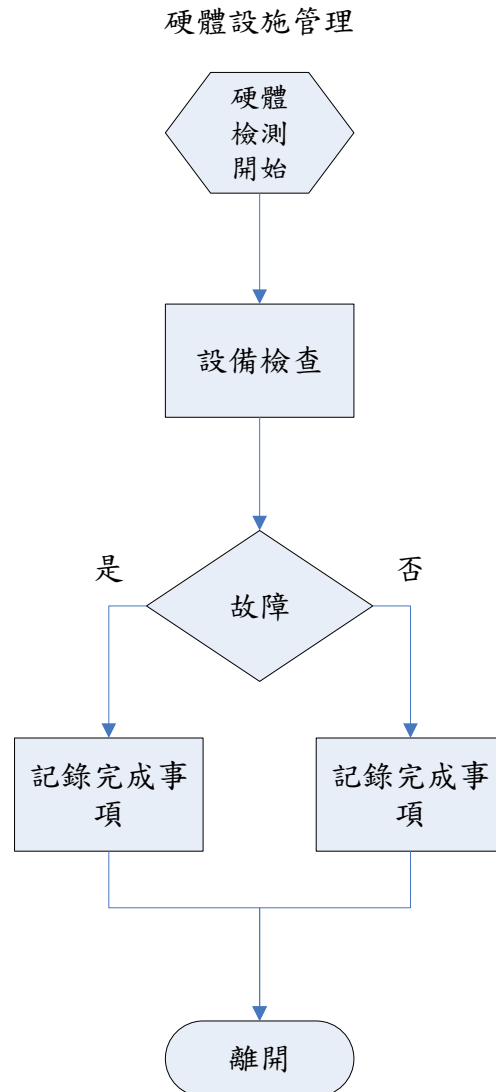 硬體設施管理
硬體
檢測
開始
設備檢查
是
否
故障
記錄完成事
項
記錄完成事
項
離開